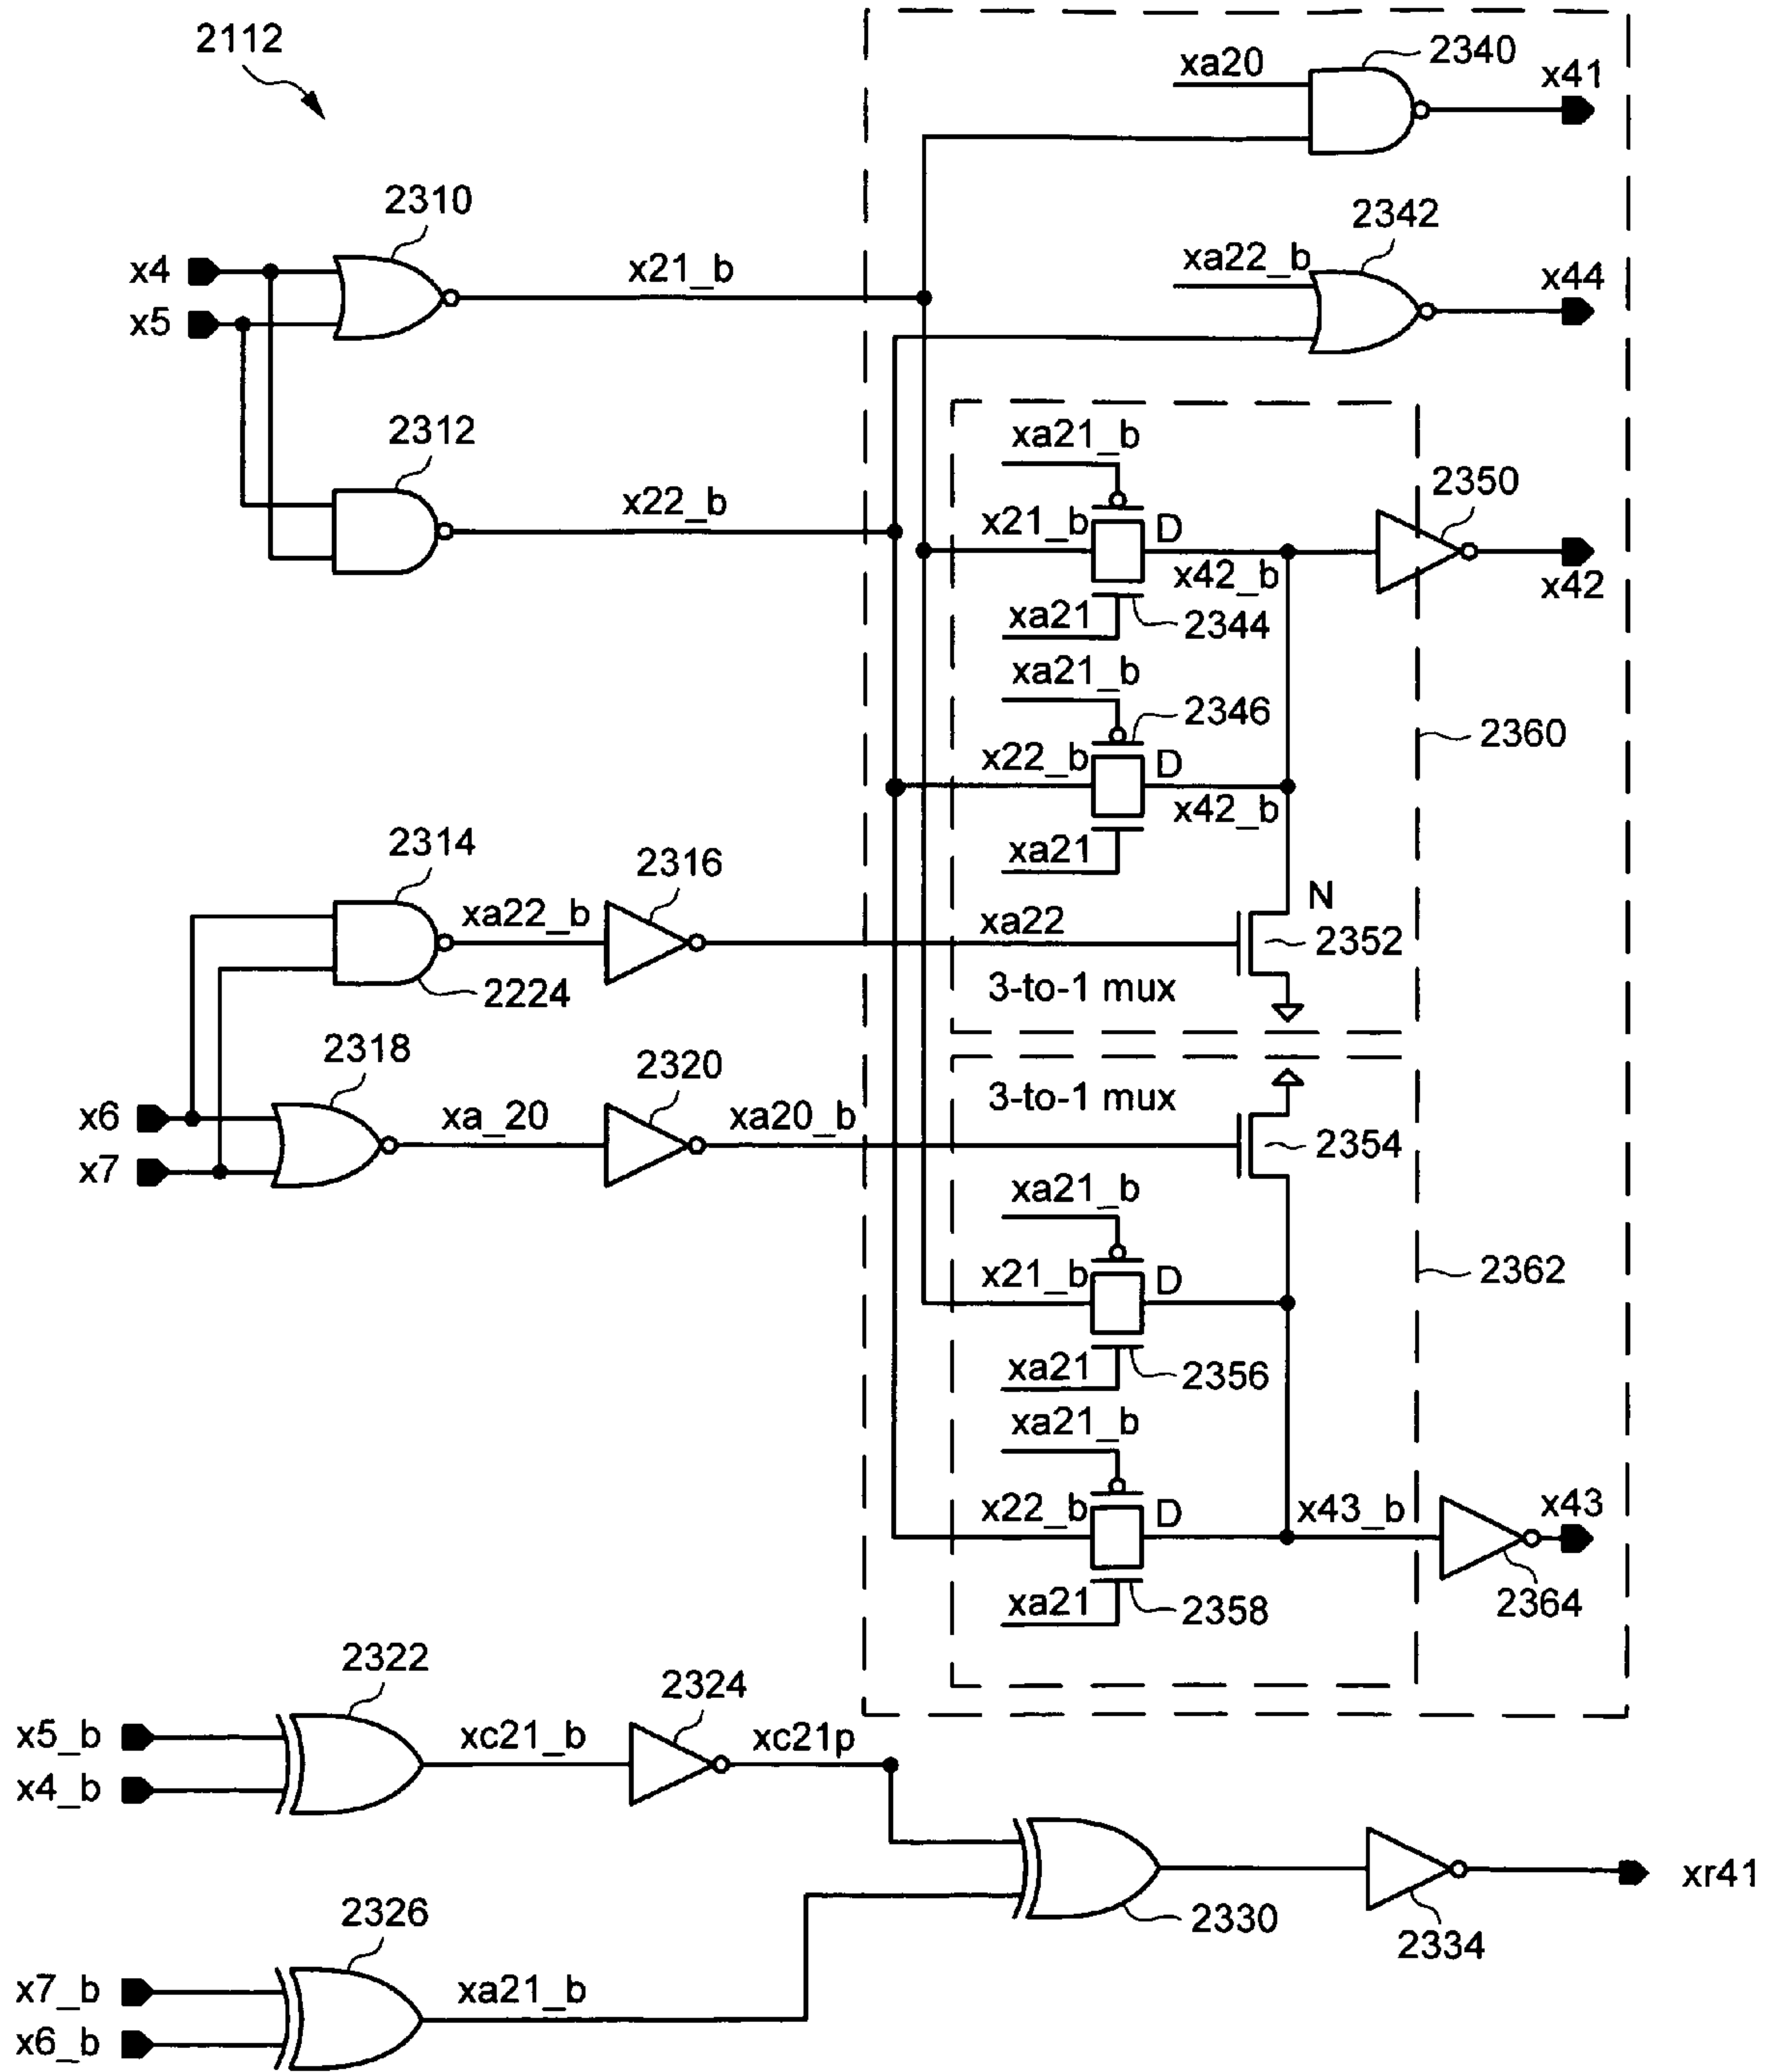 2112
xa20
2340
x41
2310
x4
x5
x21_b
xa22_b
2342
x44
2312
x22_b
xa21_b
x21_b
D
x42_b
xa21
2344
2350
x42
xa21_b
2346
x22_b
D
x42_b
xa21
2360
2314
xa22_b
2224
2316
xa22
N
2352
3-to-1 mux
x6
x7
2318
xa_20
2320
xa20_b
3-to-1 mux
2354
xa21_b
x21_b
D
xa21
2356
2362
xa21_b
x22_b
D
xa21
2358
x43_b
x43
2364
x5_b
x4_b
2322
xc21_b
2324
xc21p
x7_b
x6_b
2326
xa21_b
2330
2334
xr41